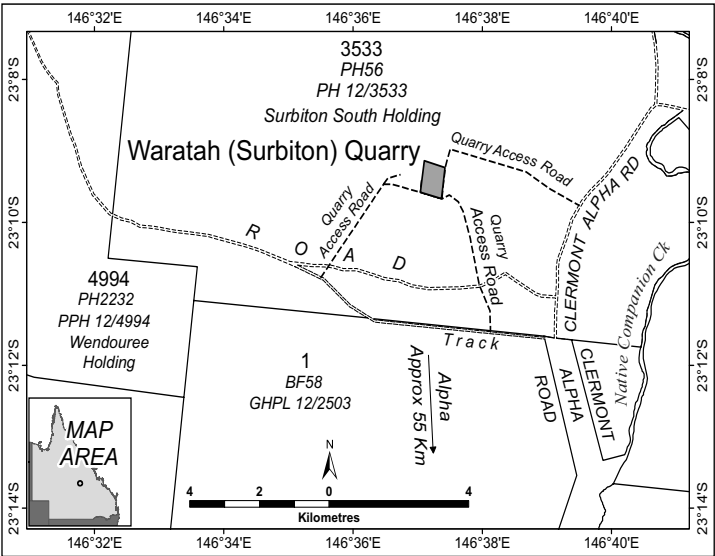 146°32'E 146°34'E 146°36'E 146°38'E 146°40'E
23°8'S
23°8'S
3533
PH56
PH 12/3533
Surbiton South Holding
Waratah (Surbiton) Quarry
Quarry Access Road
Quarry
Access Road
Quarry
Access Road
CLERMONT ALPHA RD
23°10'S
23°10'S
ROAD
Native Companion Ck
4994
PH2232
PPH 12/4994
Wendouree
Holding
Track
23°12'S
23°12'S
1
BF58
GHPL 12/2503
Alpha
Approx 55 Km
CLERMONT
ALPHA
ROAD
MAP
AREA
N
4 2 0 4
Kilometres
23°14'S
23°14'S
146°32'E 146°34'E 146°36'E 146°38'E 146°40'E